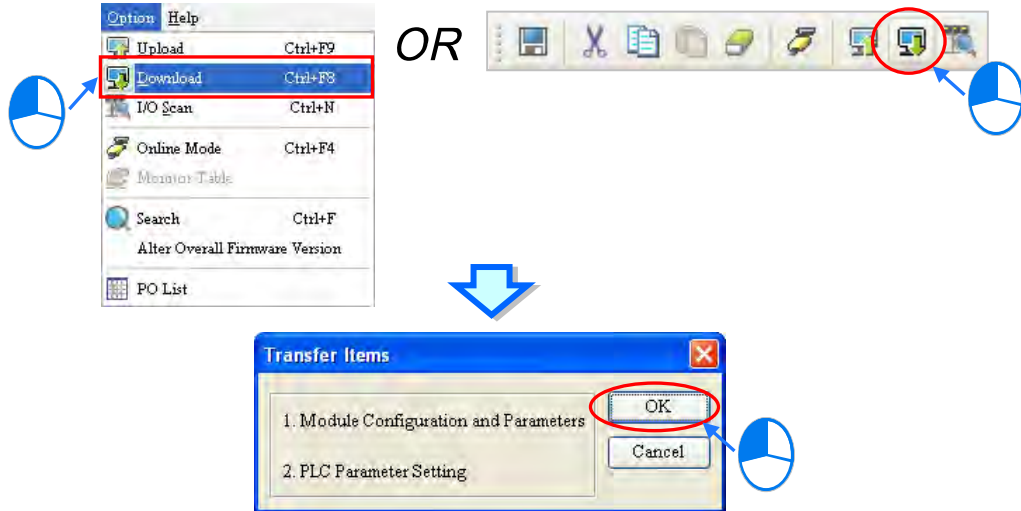 Option Help
Upload Ctrl+F9
Download Ctrl+F8
I/O Scan Ctrl+N
Online Mode Ctrl+F4
Monitor Table
Search Ctrl+F
Alter Overall Firmware Version
PO List
OR
Transfer Items
1. Module Configuration and Parameters
OK
Cancel
2. PLC Parameter Setting